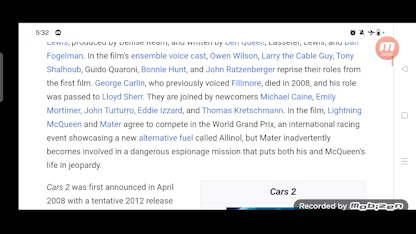 5:32
Lewis, produced by Denise Ream, and written by Ben Queen, Lasseter, Lewis, and Dan
Fogelman. In the film's ensemble voice cast, Owen Wilson, Larry the Cable Guy, Tony
Shalhoub, Guido Quaroni, Bonnie Hunt, and John Ratzenberger reprise their roles from
the first film. George Carlin, who previously voiced Fillmore, died in 2008, and his role
was passed to Lloyd Sherr. They are joined by newcomers Michael Caine, Emily
Mortimer, John Turturro, Eddie Izzard, and Thomas Kretschmann. In the film, Lightning
McQueen and Mater agree to compete in the World Grand Prix, an international racing
event showcasing a new alternative fuel called Allinol, but Mater inadvertently
becomes involved in a dangerous espionage mission that puts both his and McQueen's
life in jeopardy.
Cars 2 was first announced in April
2008 with a tentative 2012 release
Cars 2
Recorded by Mobizen